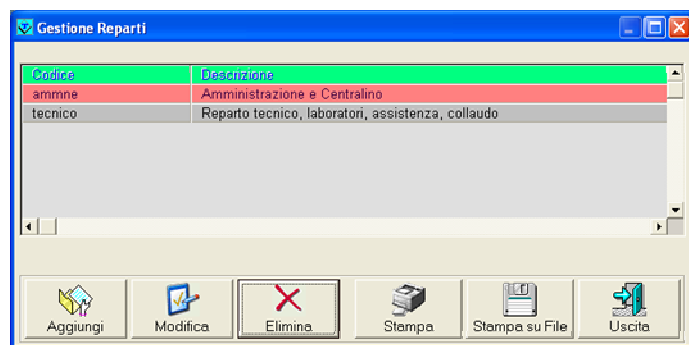 Gestione Reparti
Codice Descrizione
ammne Amministrazione e Centralino
tecnico Reparto tecnico, laboratori, assistenza, collaudo
Aggiungi Modifica Elimina Stampa Stampa su File Uscita